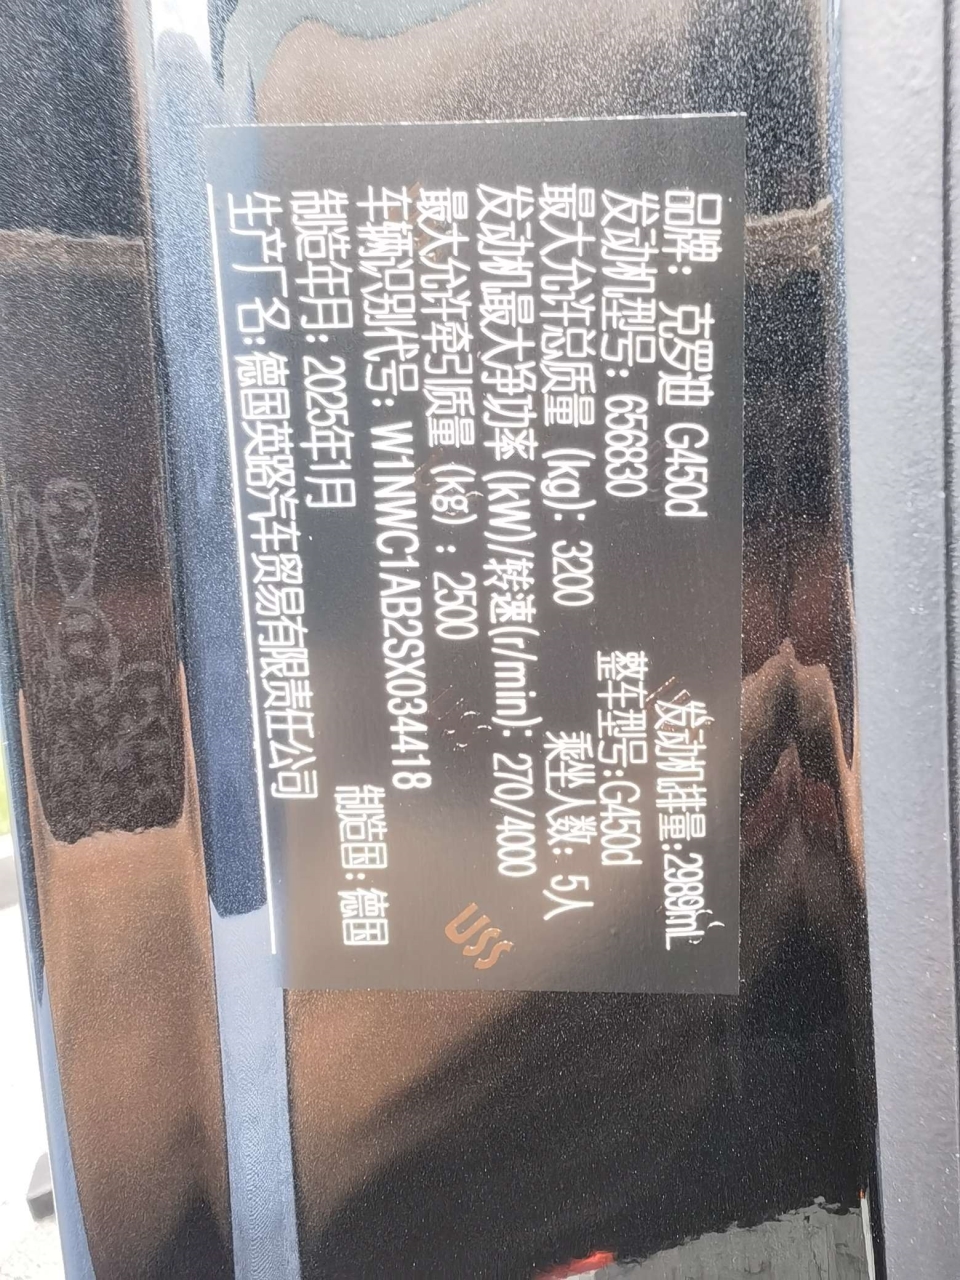 品牌: 克罗迪 G450d
发动机排量:2989mL
发动机型号: 656830
整车型号:G450d
最大允许总质量 (kg): 3200
乘坐人数: 5人
发动机最大净功率 (kW)/转速(r/min): 270/4000
最大允许牵引质量 (kg) : 2500
车辆识别代号: W1NWC1AB2SX034418
制造年月: 2025年1月
制造国: 德国
生产厂名:德国英路汽车贸易有限责任公司
USS